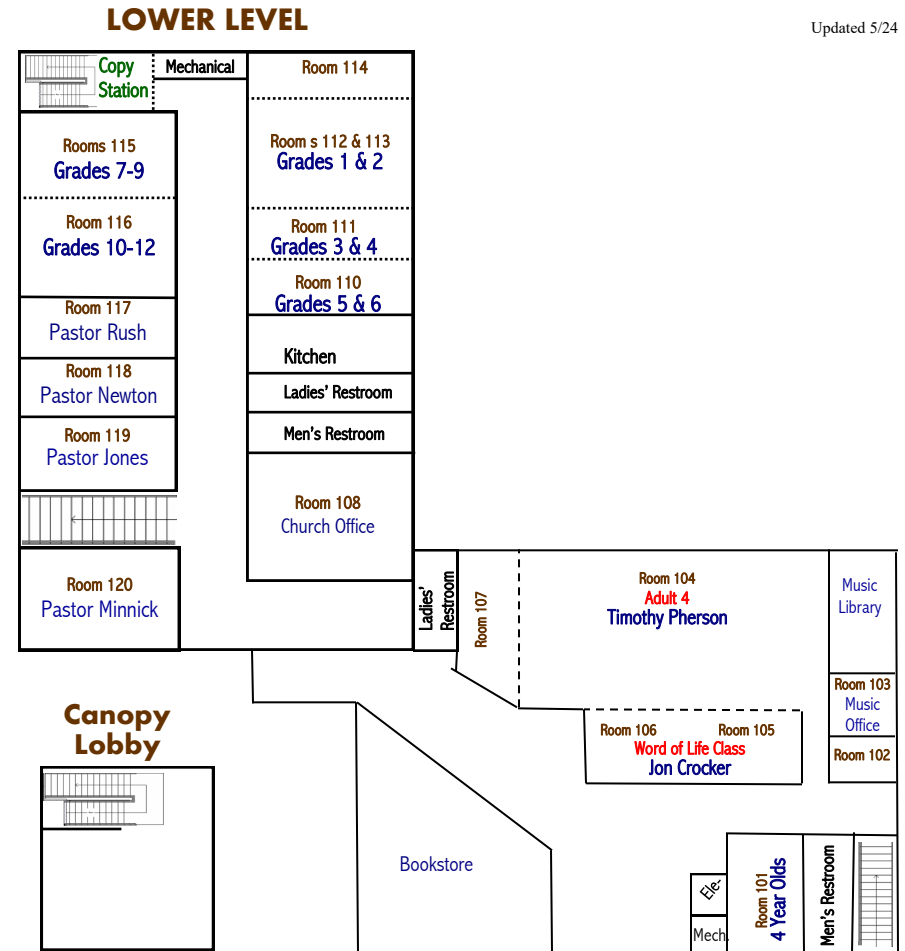 LOWER LEVEL
Updated 5/24
Copy
Station
Mechanical
Room 114
Rooms 115
Grades 7-9
Room s 112 & 113
Grades 1 & 2
Room 116
Grades 10-12
Room 111
Grades 3 & 4
Room 110
Grades 5 & 6
Room 117
Pastor Rush
Kitchen
Room 118
Pastor Newton
Ladies' Restroom
Room 119
Pastor Jones
Men's Restroom
Room 108
Church Office
Room 120
Pastor Minnick
Ladies'
Restroom
Room 107
Room 104
Adult 4
Timothy Pherson
Music
Library
Room 103
Music
Office
Room 102
Room 106
Room 105
Word of Life Class
Jon Crocker
Canopy
Lobby
Bookstore
Ele-
Mech.
Room 101
4 Year Olds
Men's Restroom